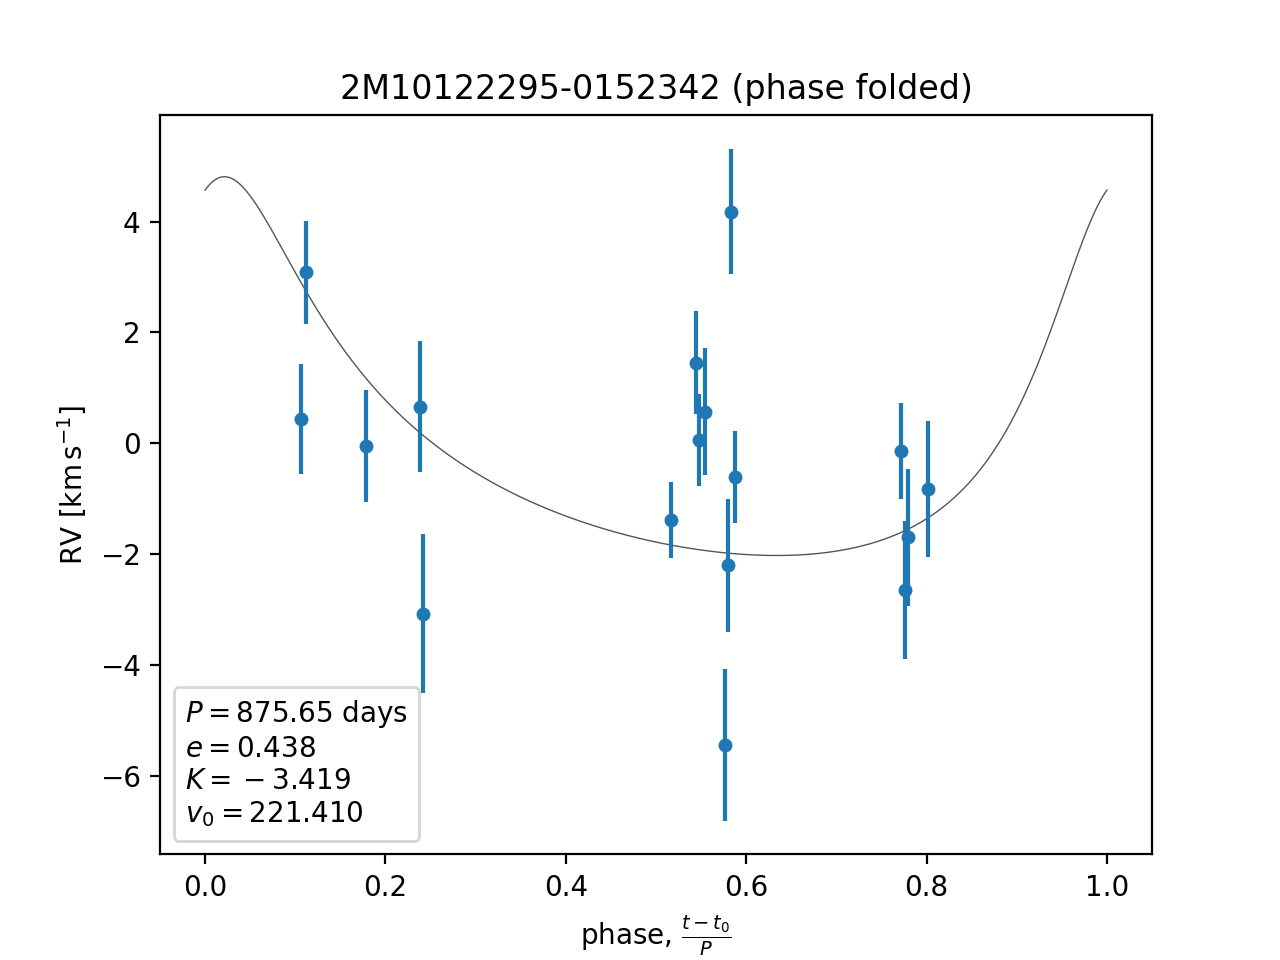 2M10122295-0152342 (phase folded)
RV [km s⁻¹]
4
2
0
−2
−4
−6
P = 875.65 days
e = 0.438
K = −3.419
v₀ = 221.410
0.0 0.2 0.4 0.6 0.8 1.0
phase, (t − t₀)/P